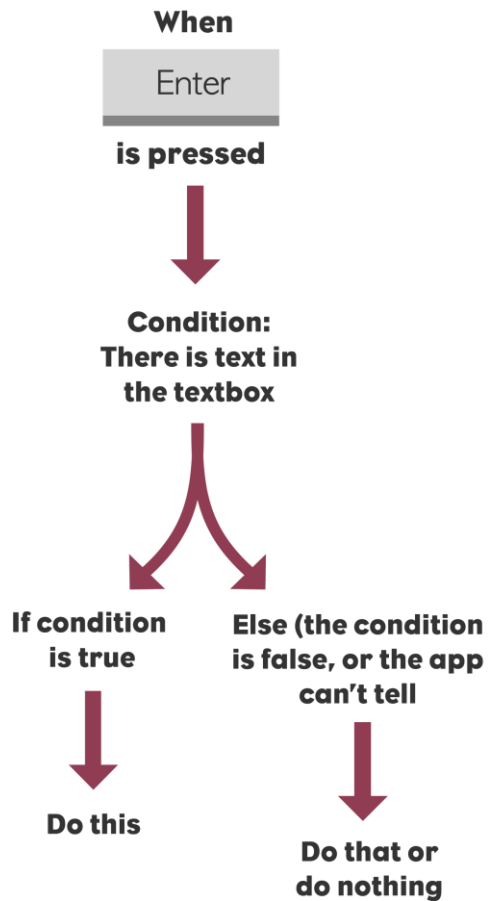 When
Enter
is pressed
Condition:
There is text in
the textbox
If condition
is true
Else (the condition
is false, or the app
can't tell
Do this
Do that or
do nothing